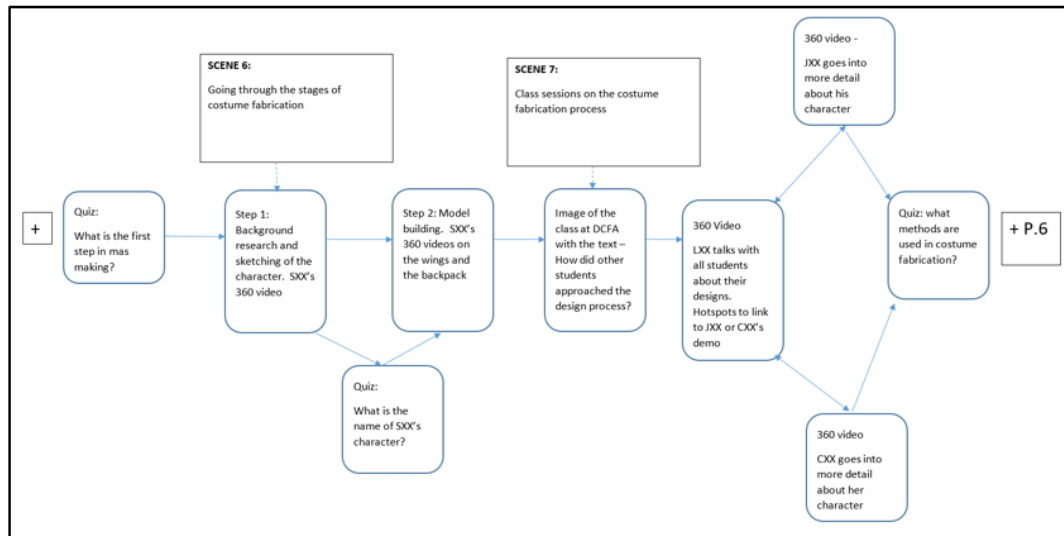 SCENE 6:
Going through the stages of
costume fabrication
SCENE 7:
Class sessions on the costume
fabrication process
360 video -
JXX goes into
more detail
about his
character
+
Quiz:
What is the first
step in mas
making?
Step 1:
Background
research and
sketching of the
character. SXX's
360 video
Step 2: Model
building. SXX's
360 videos on
the wings and
the backpack
Image of the
class at DCFA
with the text –
How did other
students
approached the
design process?
360 Video
LXX talks with
all students
about their
designs.
Hotspots to link
to JXX or CXX's
demo
Quiz: what
methods are
used in costume
fabrication?
+ P.6
Quiz:
What is the
name of SXX's
character?
360 video
CXX goes into
more detail
about her
character